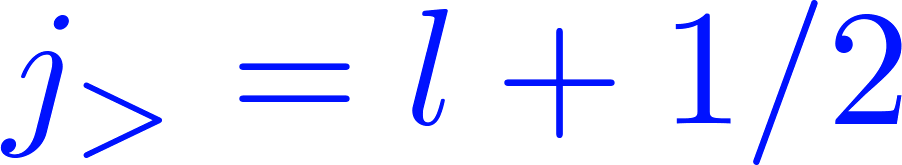 j_> = l + 1/2